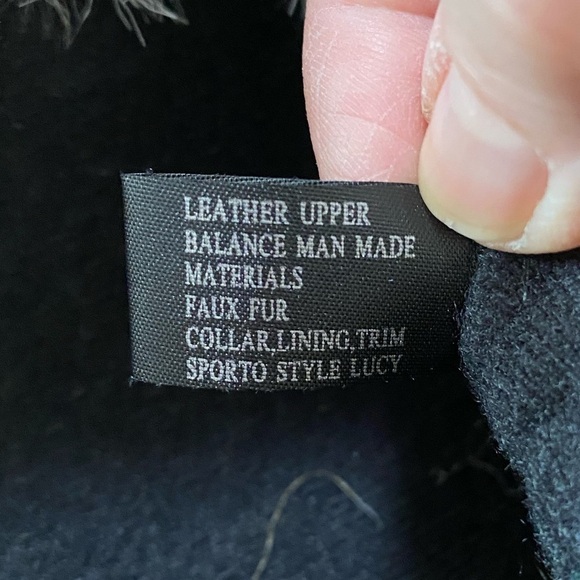 LEATHER UPPER
BALANCE MAN MADE
MATERIALS
FAUX FUR
COLLAR,LINING,TRIM
SPORTO STYLE LUCY